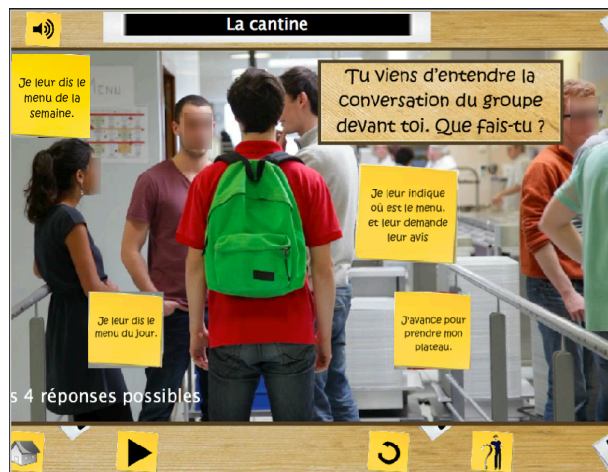 La cantine
Je leur dis le
menu de la
semaine.
MENU
Tu viens d'entendre la
conversation du groupe
devant toi. Que fais-tu ?
Je leur indique
où est le menu,
et leur demande
leur avis
Je leur dis le
menu du jour.
J'avance pour
prendre mon
plateau.
s 4 réponses possibles